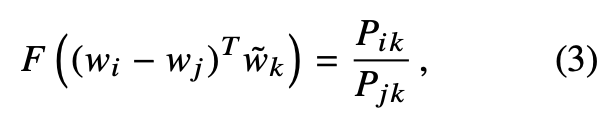 F((w_i − w_j)^T w̃_k) = P_ik / P_jk , (3)